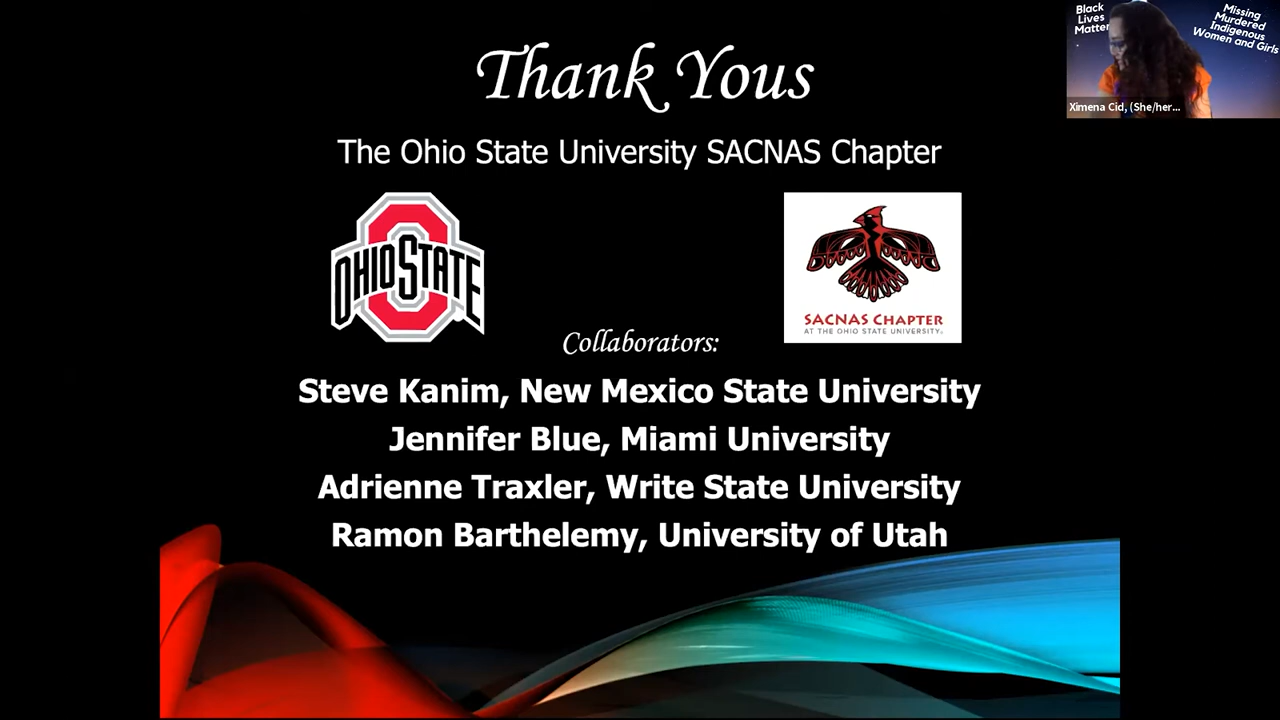 Thank Yous
The Ohio State University SACNAS Chapter
OHIO STATE
SACNAS CHAPTER
AT THE OHIO STATE UNIVERSITY
Collaborators:
Steve Kanim, New Mexico State University
Jennifer Blue, Miami University
Adrienne Traxler, Write State University
Ramon Barthelemy, University of Utah
Black
Lives
Matter
Missing
Murdered
Indigenous
Women and Girls
Ximena Cid, (She/her...